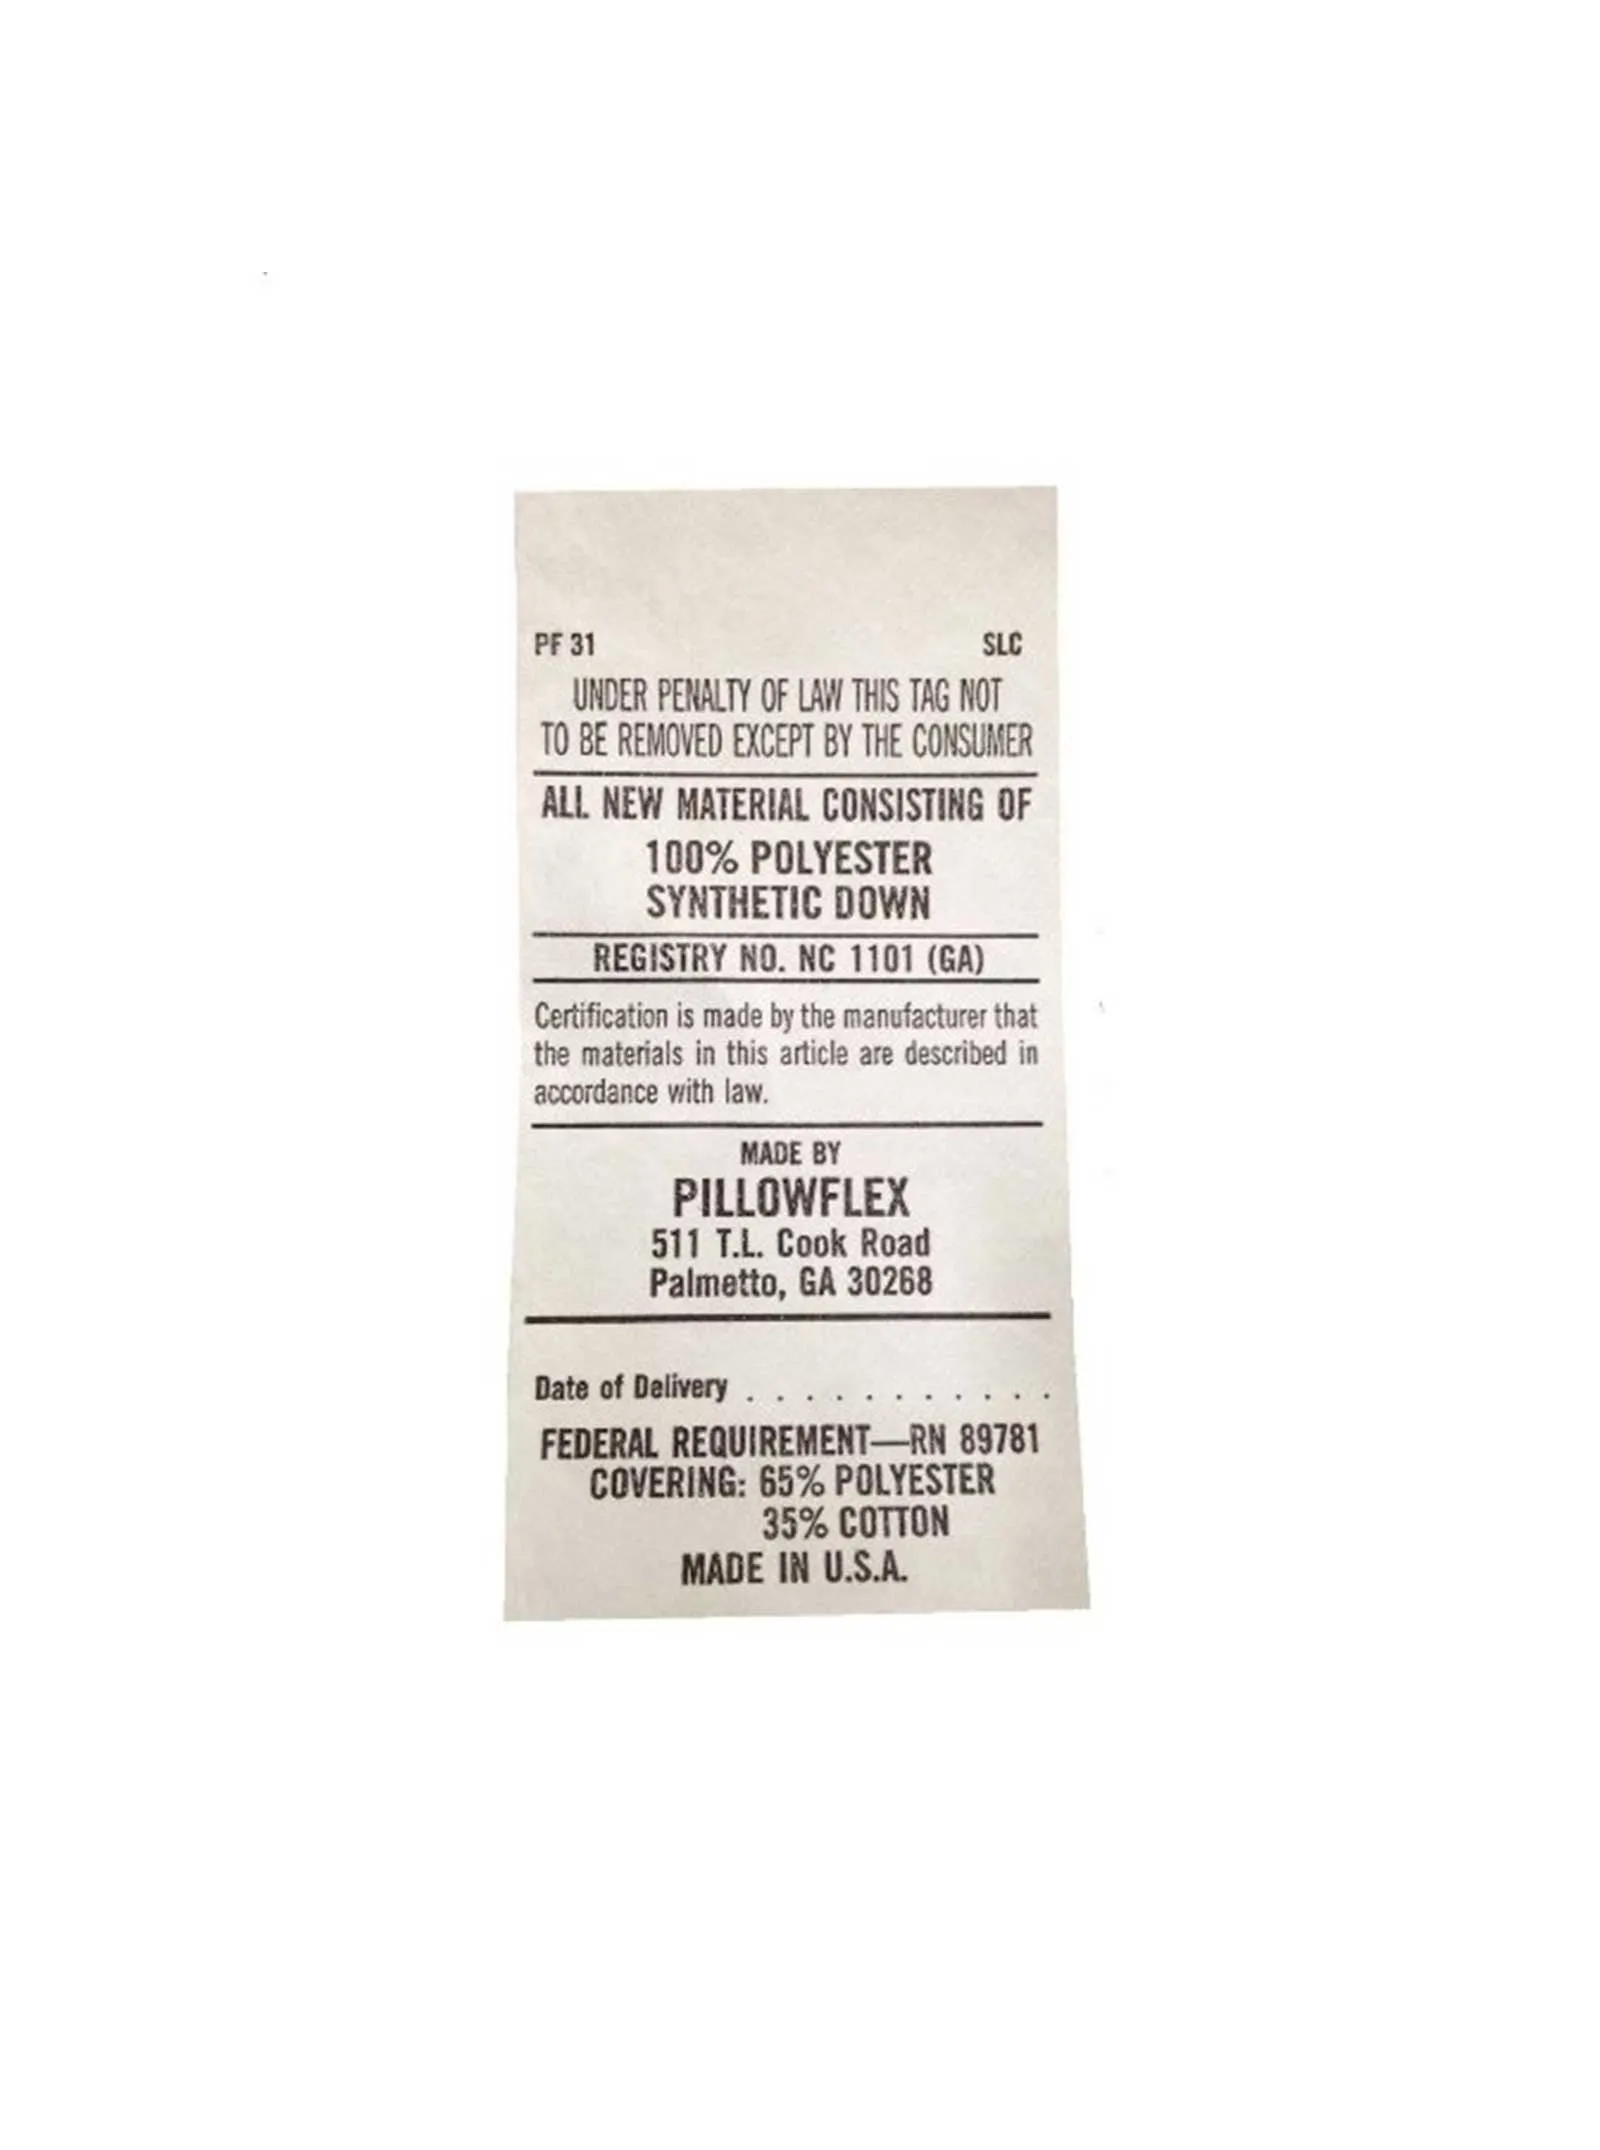 PF 31 SLC
UNDER PENALTY OF LAW THIS TAG NOT
TO BE REMOVED EXCEPT BY THE CONSUMER
ALL NEW MATERIAL CONSISTING OF
100% POLYESTER
SYNTHETIC DOWN
REGISTRY NO. NC 1101 (GA)
Certification is made by the manufacturer that
the materials in this article are described in
accordance with law.
MADE BY
PILLOWFLEX
511 T.L. Cook Road
Palmetto, GA 30268
Date of Delivery . . . . . . . . . . .
FEDERAL REQUIREMENT—RN 89781
COVERING: 65% POLYESTER
35% COTTON
MADE IN U.S.A.